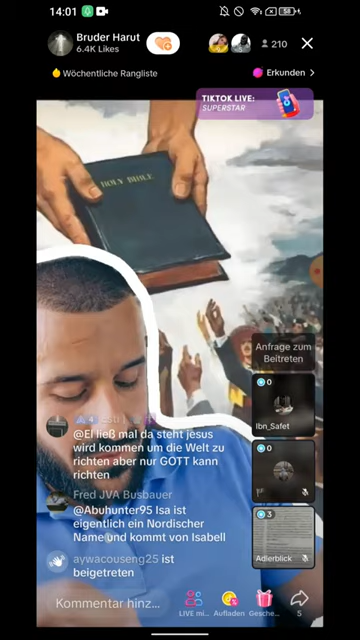 14:01
58
Bruder Harut
6.4K Likes
210
Wöchentliche Rangliste
Erkunden
TIKTOK LIVE:
SUPERSTAR
HOLY BIBLE
Anfrage zum
Beitreten
0
Ibn_Safet
0
3
Adlerblick
@El ließ mal da steht jesus
wird kommen um die Welt zu
richten aber nur GOTT kann
richten
Fred JVA Busbauer
@Abuhunter95 Isa ist
eigentlich ein Nordischer
Name und kommt von Isabell
aywacouseng25 ist
beigetreten
Kommentar hinz...
LIVE mi...
Aufladen
Gesche...
5